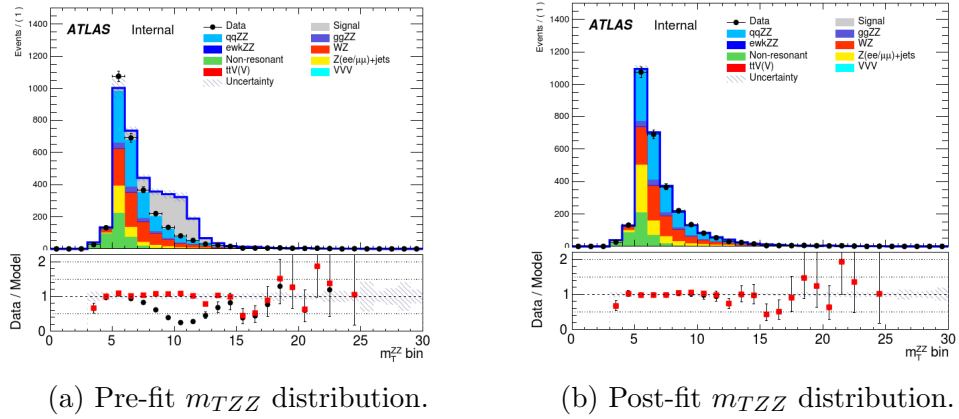 Events / ( 1 )
1400
1200
1000
800
600
400
200
0
ATLAS Internal
Data
qqZZ
ewkZZ
Non-resonant
ttV(V)
Uncertainty
Signal
ggZZ
WZ
Z(ee/μμ)+jets
VVV
Data / Model
2
1
0
0 5 10 15 20 25 30
m_T^ZZ bin
(a) Pre-fit m_TZZ distribution.
Events / ( 1 )
1400
1200
1000
800
600
400
200
0
ATLAS Internal
Data
qqZZ
ewkZZ
Non-resonant
ttV(V)
Uncertainty
Signal
ggZZ
WZ
Z(ee/μμ)+jets
VVV
Data / Model
2
1
0
0 5 10 15 20 25 30
m_T^ZZ bin
(b) Post-fit m_TZZ distribution.